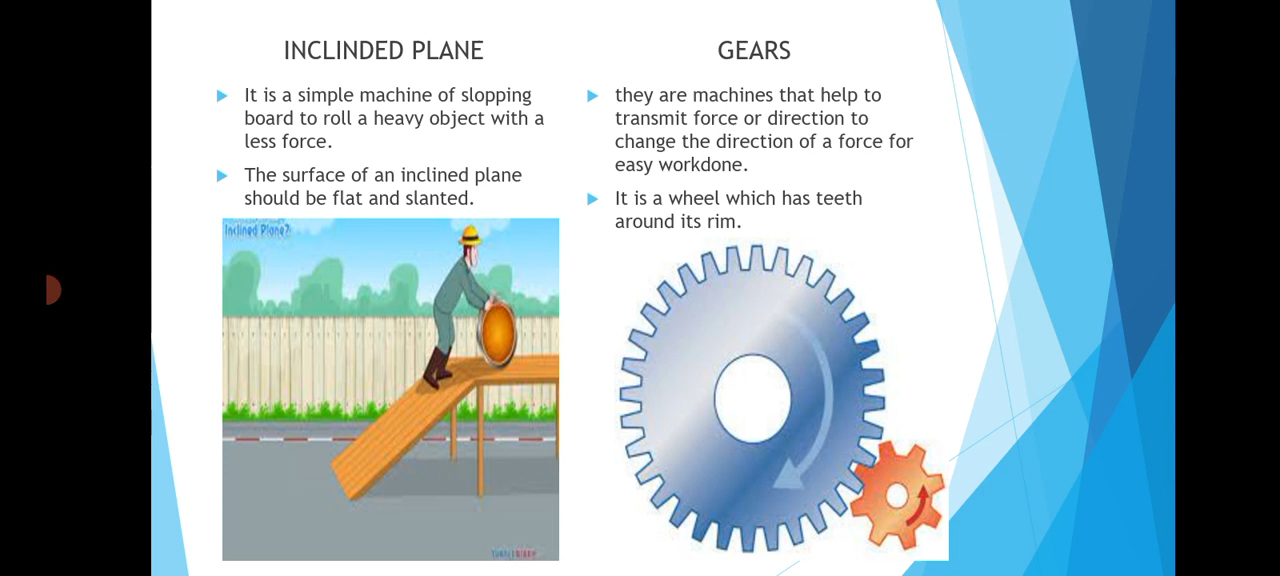 INCLINDED PLANE
It is a simple machine of slopping
board to roll a heavy object with a
less force.
The surface of an inclined plane
should be flat and slanted.
Inclined Plane?
GEARS
they are machines that help to
transmit force or direction to
change the direction of a force for
easy workdone.
It is a wheel which has teeth
around its rim.